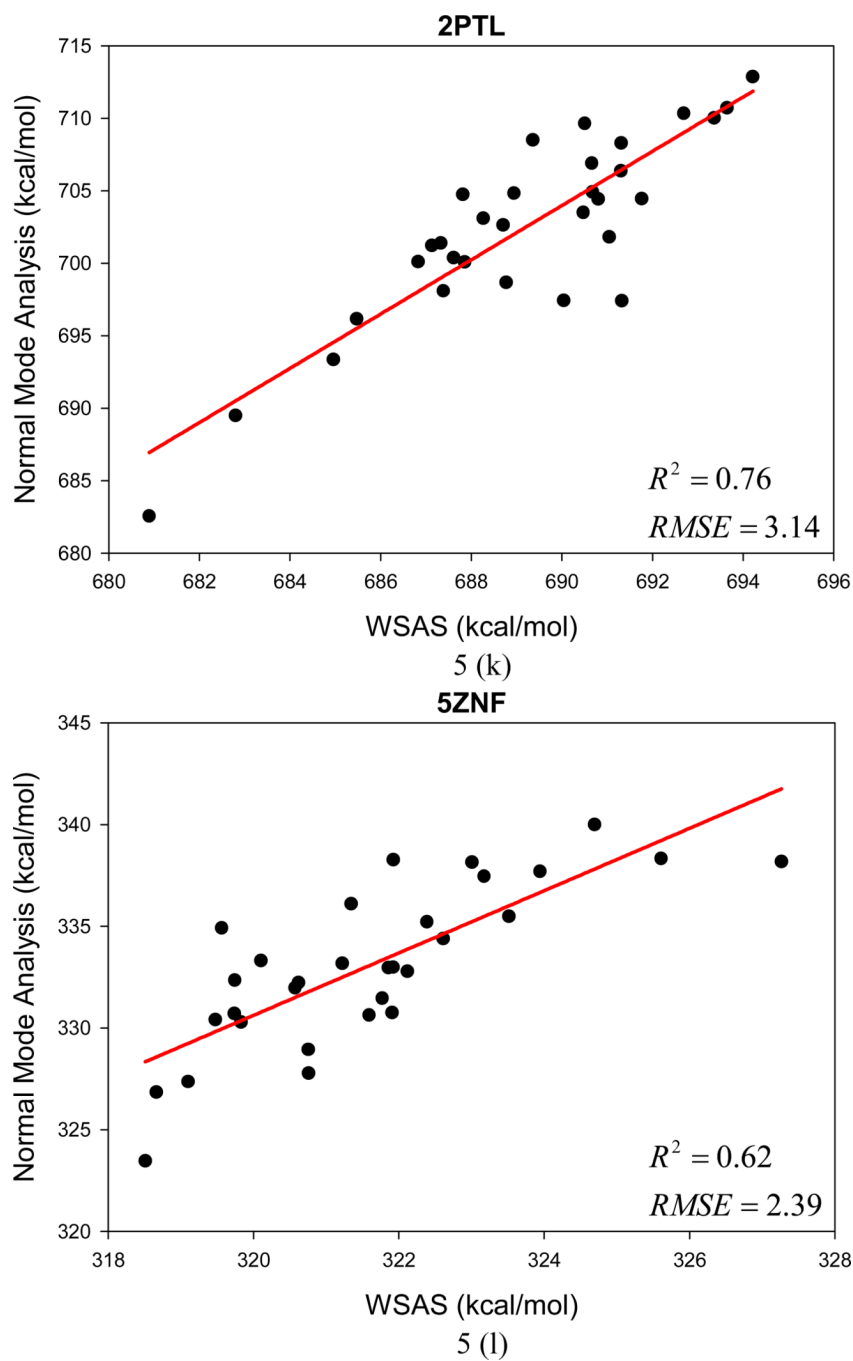 2PTL
715
710
705
700
695
690
685
680
Normal Mode Analysis (kcal/mol)
R² = 0.76
RMSE = 3.14
680 682 684 686 688 690 692 694 696
WSAS (kcal/mol)
5 (k)
5ZNF
345
340
335
330
325
320
Normal Mode Analysis (kcal/mol)
R² = 0.62
RMSE = 2.39
318 320 322 324 326 328
WSAS (kcal/mol)
5 (l)